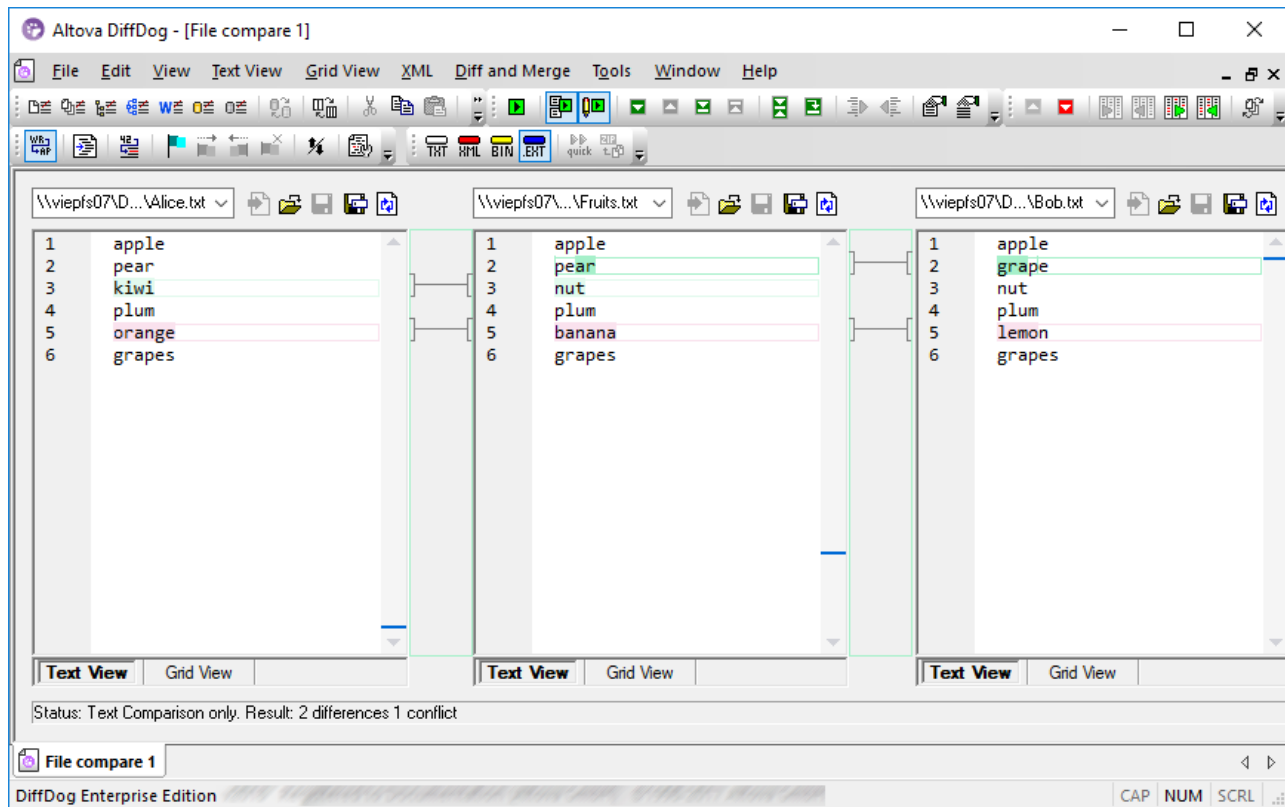 Altova DiffDog - [File compare 1]
File Edit View Text View Grid View XML Diff and Merge Tools Window Help
WR AP TXT XML BIN .EXT quick
\\viepfs07\D...\Alice.txt \\viepfs07\...\Fruits.txt \\viepfs07\D...\Bob.txt
1 apple 1 apple 1 apple
2 pear 2 pear 2 grape
3 kiwi 3 nut 3 nut
4 plum 4 plum 4 plum
5 orange 5 banana 5 lemon
6 grapes 6 grapes 6 grapes
Text View Grid View Text View Grid View Text View Grid View
Status: Text Comparison only. Result: 2 differences 1 conflict
File compare 1
DiffDog Enterprise Edition CAP NUM SCRL